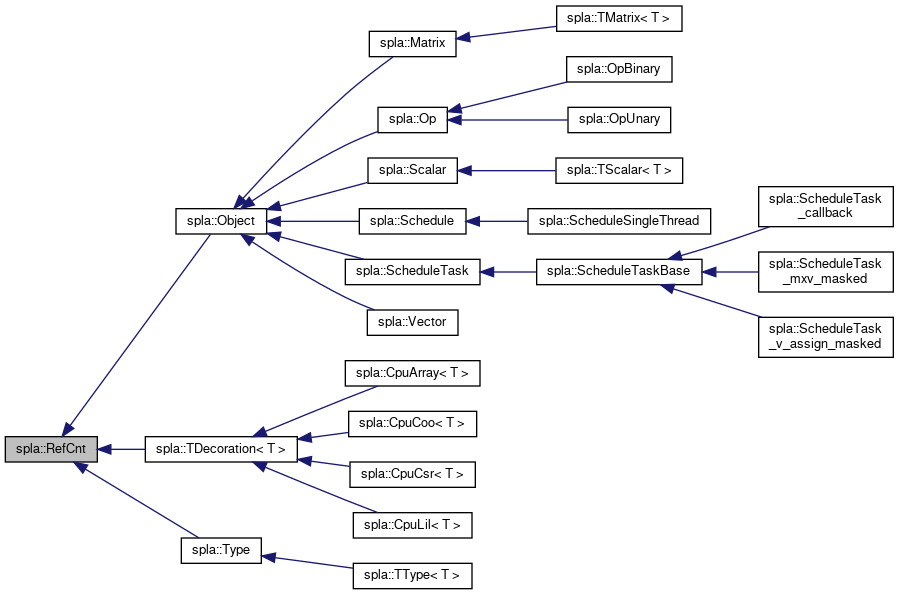 spla::TMatrix< T >
spla::Matrix
spla::OpBinary
spla::Op
spla::OpUnary
spla::Scalar
spla::TScalar< T >
spla::ScheduleTask
_callback
spla::Object
spla::Schedule
spla::ScheduleSingleThread
spla::ScheduleTask
spla::ScheduleTaskBase
spla::ScheduleTask
_mxv_masked
spla::Vector
spla::ScheduleTask
_v_assign_masked
spla::CpuArray< T >
spla::CpuCoo< T >
spla::RefCnt
spla::TDecoration< T >
spla::CpuCsr< T >
spla::CpuLil< T >
spla::Type
spla::TType< T >